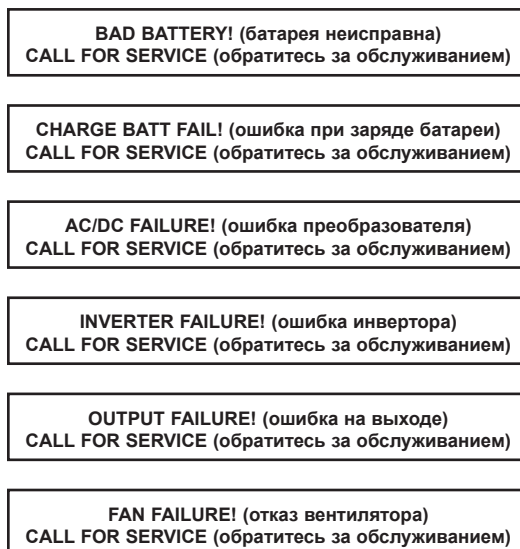 BAD BATTERY! (батарея неисправна)
CALL FOR SERVICE (обратитесь за обслуживанием)
CHARGE BATT FAIL! (ошибка при заряде батареи)
CALL FOR SERVICE (обратитесь за обслуживанием)
AC/DC FAILURE! (ошибка преобразователя)
CALL FOR SERVICE (обратитесь за обслуживанием)
INVERTER FAILURE! (ошибка инвертора)
CALL FOR SERVICE (обратитесь за обслуживанием)
OUTPUT FAILURE! (ошибка на выходе)
CALL FOR SERVICE (обратитесь за обслуживанием)
FAN FAILURE! (отказ вентилятора)
CALL FOR SERVICE (обратитесь за обслуживанием)